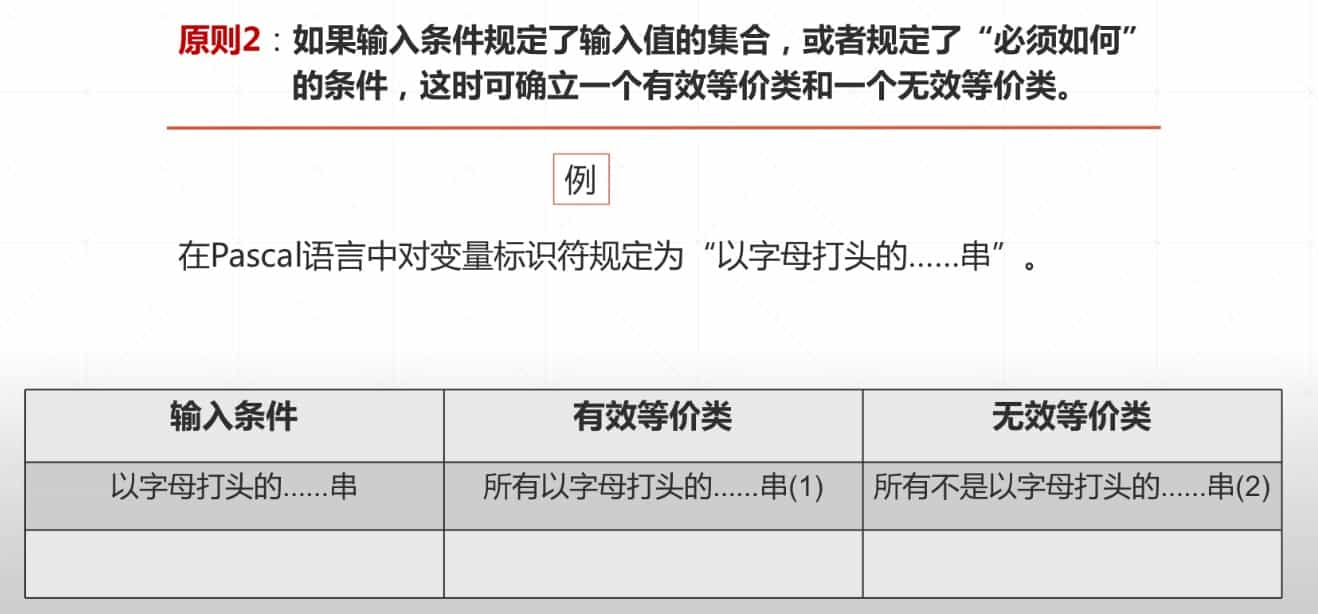 原则2：如果输入条件规定了输入值的集合，或者规定了“必须如何”
的条件，这时可确立一个有效等价类和一个无效等价类。
例
在Pascal语言中对变量标识符规定为“以字母打头的……串”。
输入条件 有效等价类 无效等价类
以字母打头的……串 所有以字母打头的……串(1) 所有不是以字母打头的……串(2)